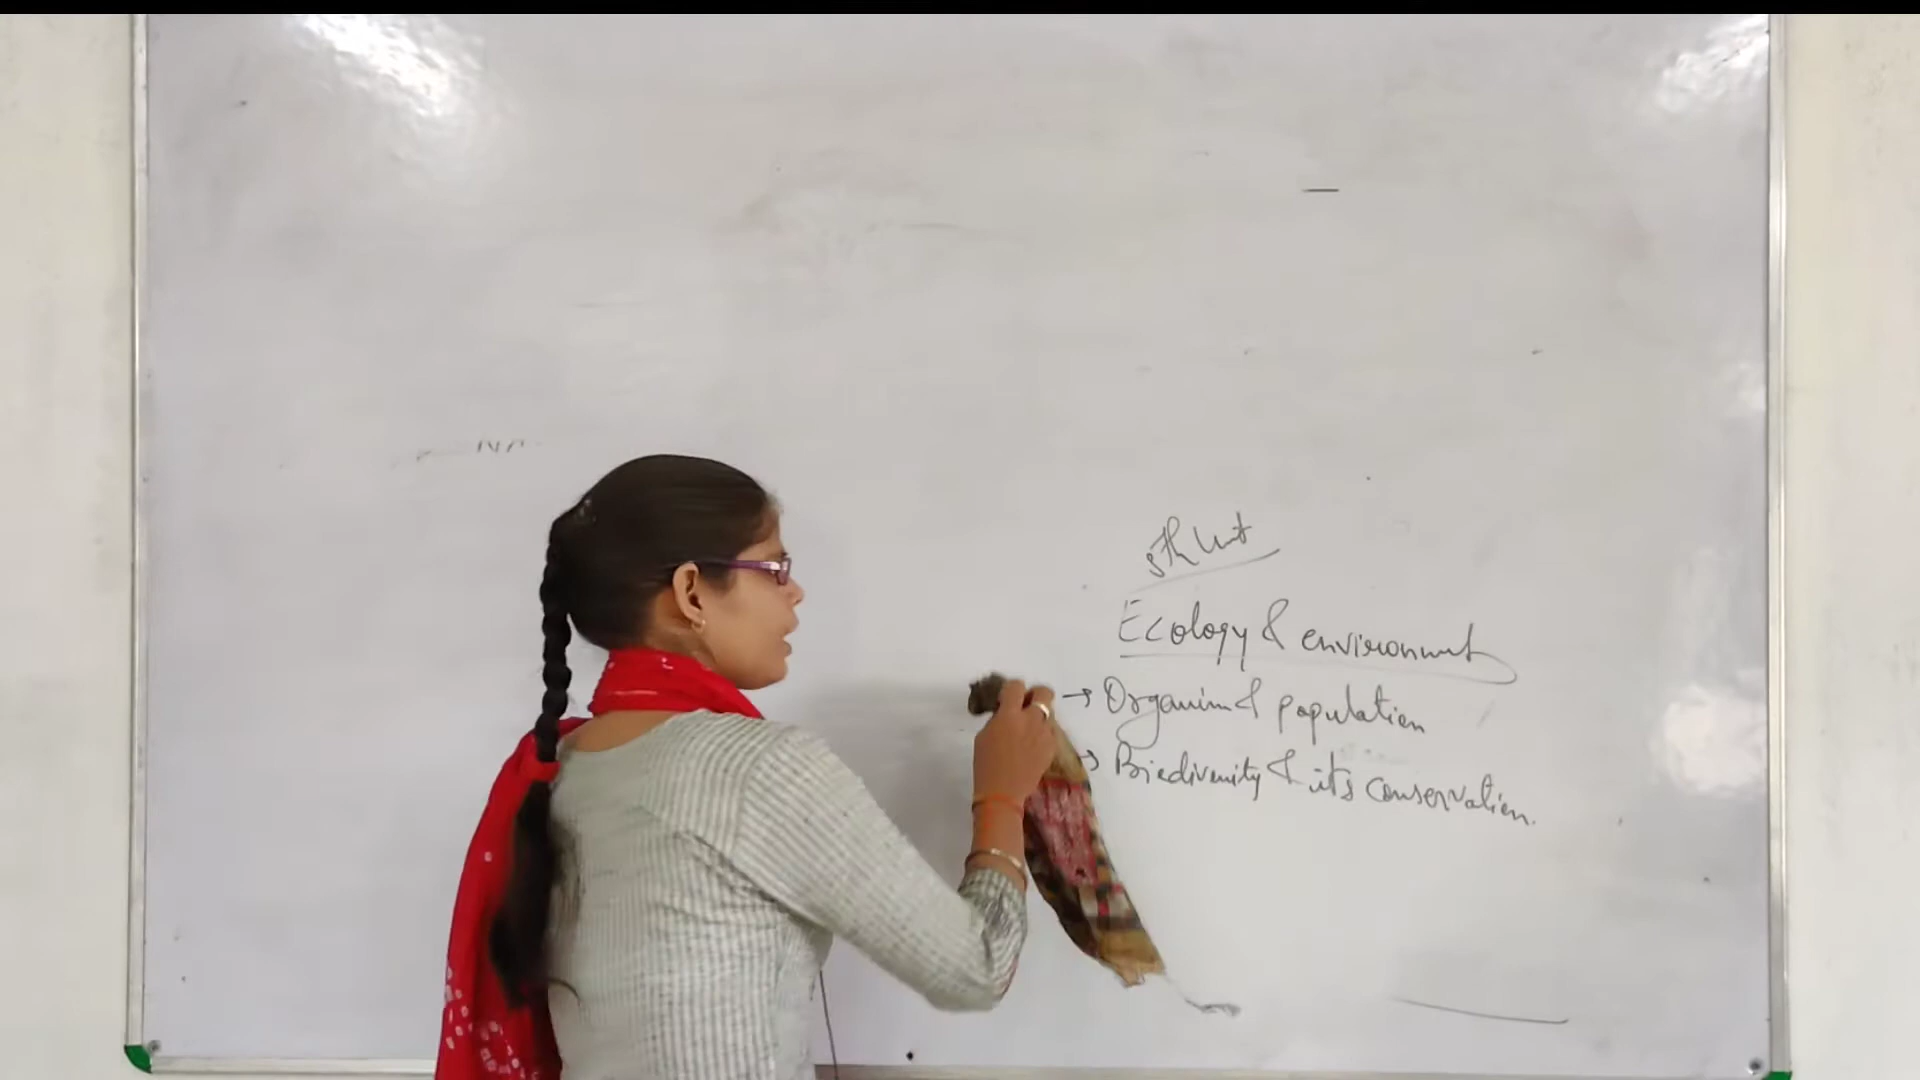 5th Unit
Ecology & environment
→ Organism & population
→ Biodiversity & its conservation.